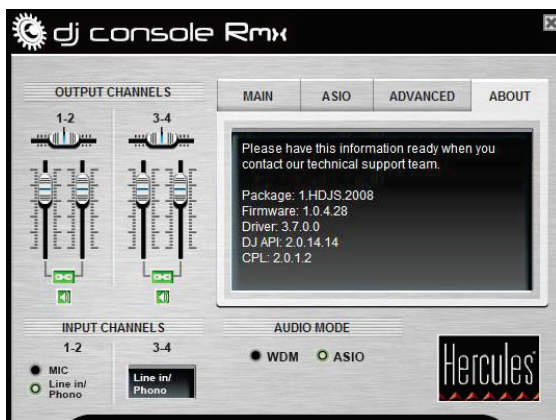 dj console Rmx
OUTPUT CHANNELS
1-2
3-4
MAIN
ASIO
ADVANCED
ABOUT
Please have this information ready when you
contact our technical support team.
Package: 1.HDJS.2008
Firmware: 1.0.4.28
Driver: 3.7.0.0
DJ API: 2.0.14.14
CPL: 2.0.1.2
INPUT CHANNELS
1-2
3-4
MIC
Line in/
Phono
Line in/
Phono
AUDIO MODE
WDM
ASIO
Hercules